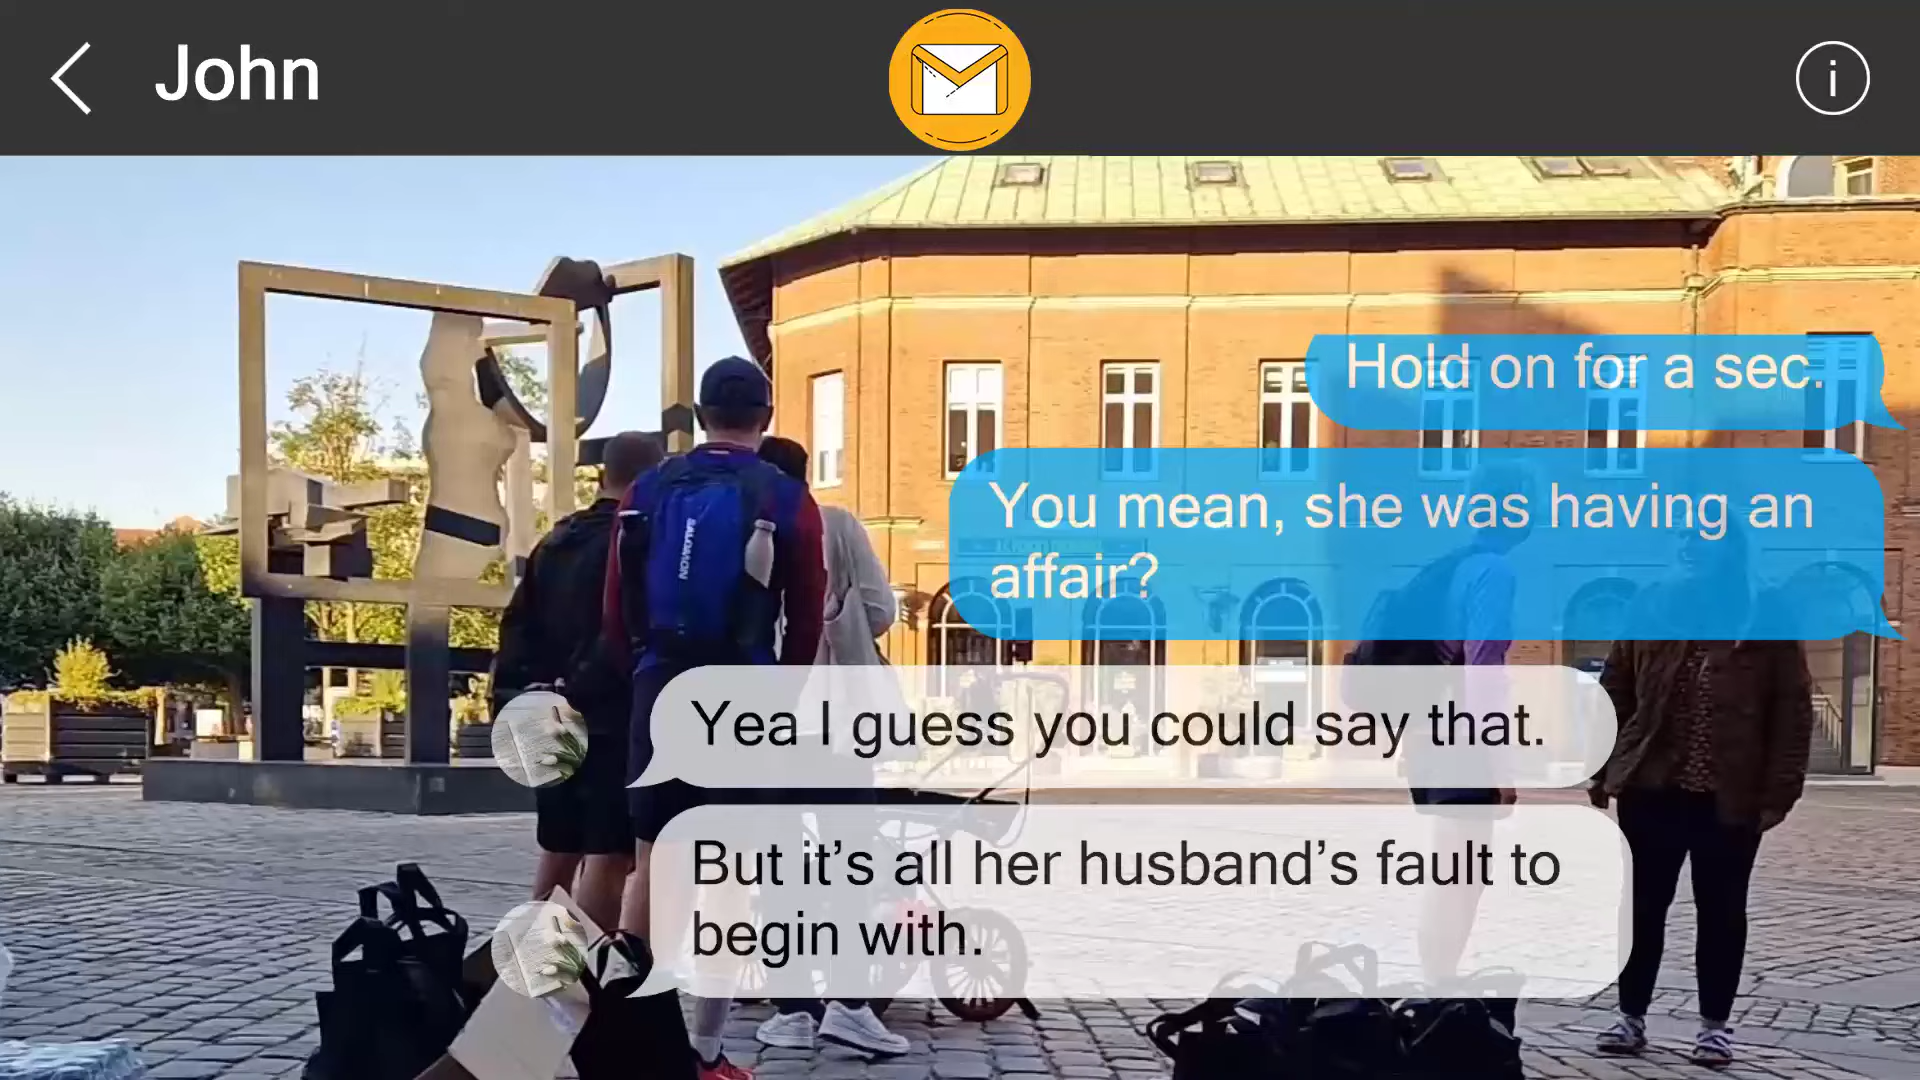 John
Hold on for a sec.
You mean, she was having an
affair?
Yea I guess you could say that.
But it’s all her husband’s fault to
begin with.
SALOMON